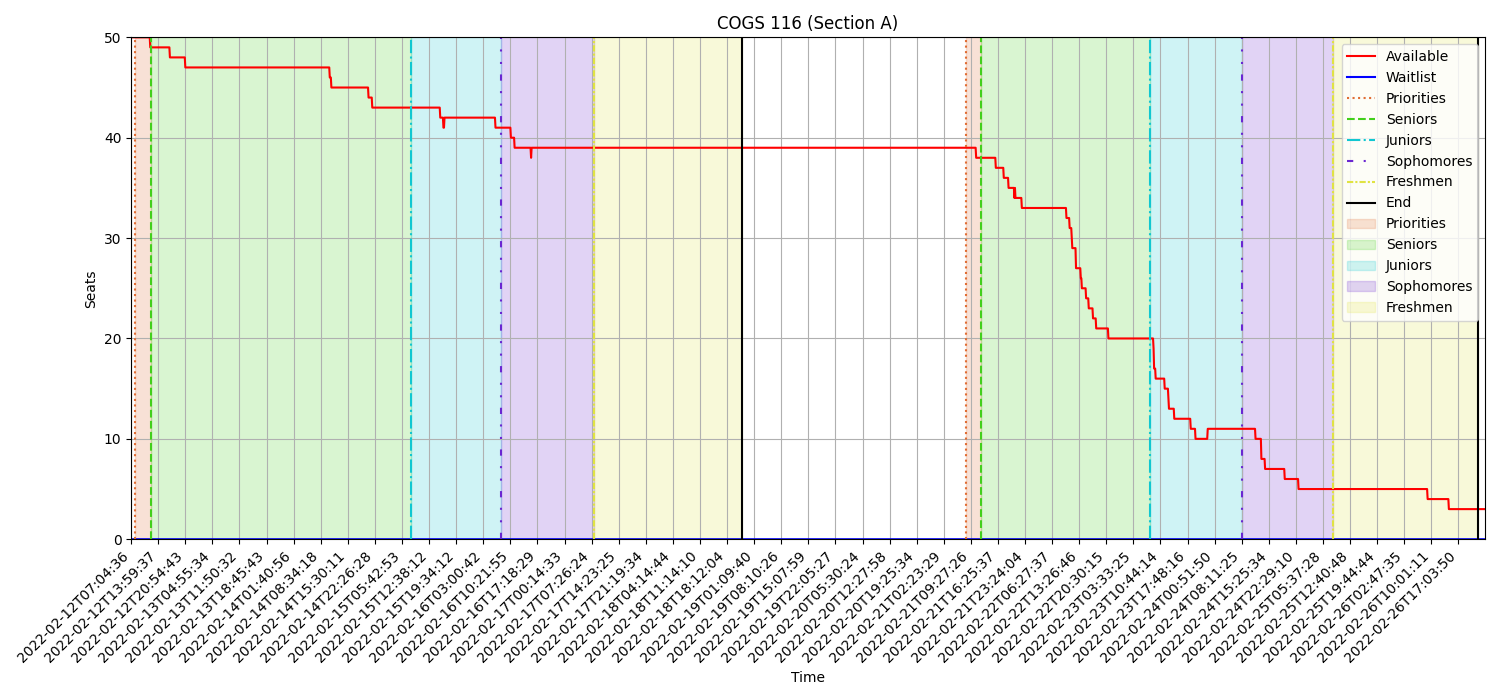 COGS 116 (Section A)
Seats
50
40
30
20
10
0
Available
Waitlist
Priorities
Seniors
Juniors
Sophomores
Freshmen
End
Priorities
Seniors
Juniors
Sophomores
Freshmen
2022-02-12T07:04:36
2022-02-12T13:59:37
2022-02-12T20:54:43
2022-02-13T04:55:34
2022-02-13T11:50:32
2022-02-13T18:45:43
2022-02-14T01:40:56
2022-02-14T08:34:18
2022-02-14T15:30:11
2022-02-14T22:26:28
2022-02-15T05:42:53
2022-02-15T12:38:12
2022-02-15T19:34:12
2022-02-16T03:00:42
2022-02-16T10:21:55
2022-02-16T17:18:29
2022-02-17T00:14:33
2022-02-17T07:26:24
2022-02-17T14:23:25
2022-02-17T21:19:34
2022-02-18T04:14:44
2022-02-18T11:14:10
2022-02-18T18:12:04
2022-02-19T01:09:40
2022-02-19T08:10:26
2022-02-19T15:07:59
2022-02-19T22:05:27
2022-02-20T05:30:24
2022-02-20T12:27:58
2022-02-20T19:25:34
2022-02-21T02:23:29
2022-02-21T09:27:26
2022-02-21T16:25:37
2022-02-21T23:24:04
2022-02-22T06:27:37
2022-02-22T13:26:46
2022-02-22T20:30:15
2022-02-23T03:33:25
2022-02-23T10:44:14
2022-02-23T17:48:16
2022-02-24T00:51:50
2022-02-24T08:11:25
2022-02-24T15:25:34
2022-02-24T22:29:10
2022-02-25T05:37:28
2022-02-25T12:40:48
2022-02-25T19:44:44
2022-02-26T02:47:35
2022-02-26T10:01:11
2022-02-26T17:03:50
Time